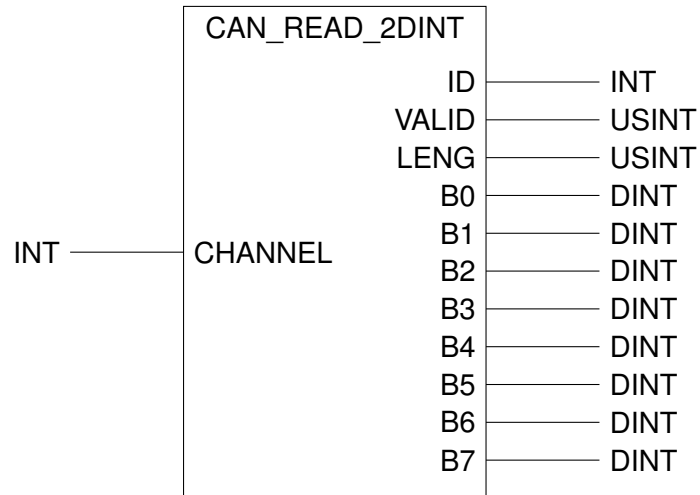 CAN_READ_2DINT
ID INT
VALID USINT
LENG USINT
B0 DINT
B1 DINT
INT CHANNEL
B2 DINT
B3 DINT
B4 DINT
B5 DINT
B6 DINT
B7 DINT